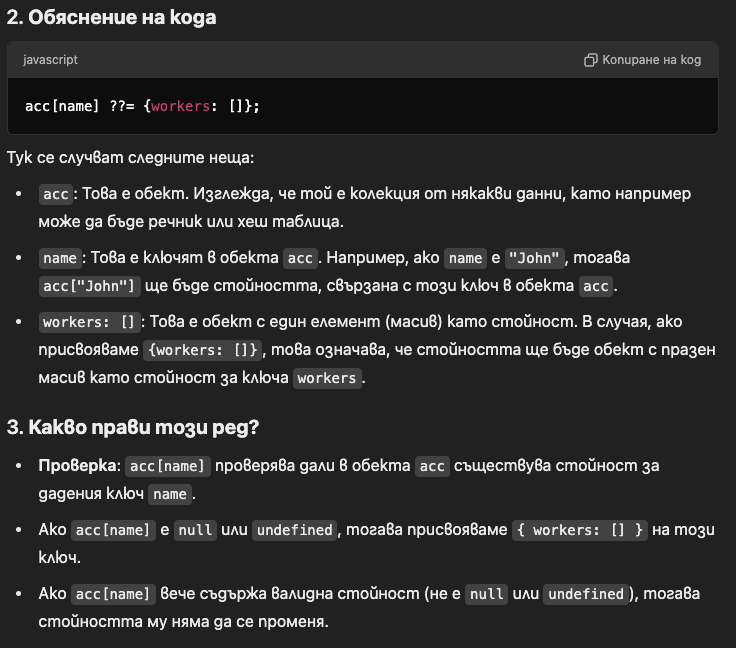 2. Обяснение на кода
javascript
Копиране на код
acc[name] ??= {workers: []};
Тук се случват следните неща:
• acc: Това е обект. Изглежда, че той е колекция от някакви данни, като например
може да бъде речник или хеш таблица.
• name: Това е ключят в обекта acc. Например, ако name е "John", тогава
acc["John"] ще бъде стойността, свързана с този ключ в обекта acc.
• workers: []: Това е обект с един елемент (масив) като стойност. В случая, ако
присвояваме {workers: []}, това означава, че стойността ще бъде обект с празен
масив като стойност за ключа workers.
3. Какво прави този ред?
• Проверка: acc[name] проверява дали в обекта acc съществува стойност за
дадения ключ name.
• Ако acc[name] е null или undefined, тогава присвояваме { workers: [] } на този
ключ.
• Ако acc[name] вече съдържа валидна стойност (не е null или undefined), тогава
стойността му няма да се променя.